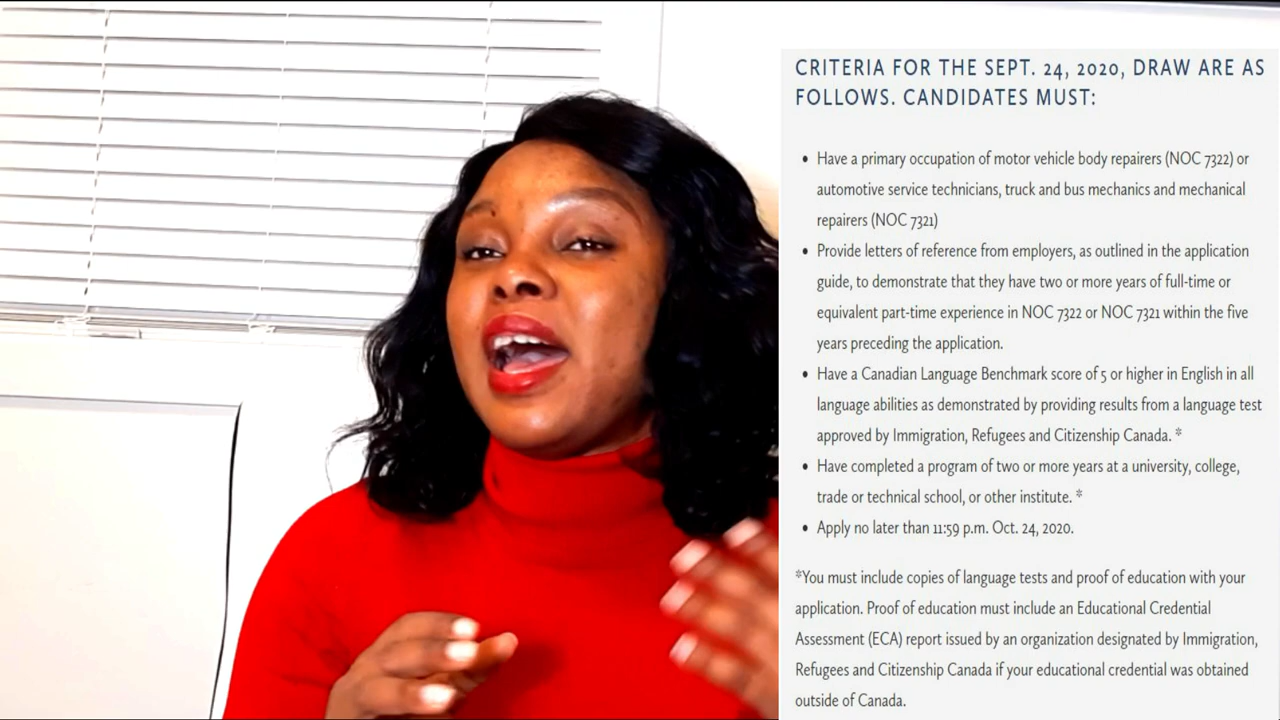 CRITERIA FOR THE SEPT. 24, 2020, DRAW ARE AS
FOLLOWS. CANDIDATES MUST:
• Have a primary occupation of motor vehicle body repairers (NOC 7322) or
automotive service technicians, truck and bus mechanics and mechanical
repairers (NOC 7321)
• Provide letters of reference from employers, as outlined in the application
guide, to demonstrate that they have two or more years of full-time or
equivalent part-time experience in NOC 7322 or NOC 7321 within the five
years preceding the application.
• Have a Canadian Language Benchmark score of 5 or higher in English in all
language abilities as demonstrated by providing results from a language test
approved by Immigration, Refugees and Citizenship Canada. *
• Have completed a program of two or more years at a university, college,
trade or technical school, or other institute. *
• Apply no later than 11:59 p.m. Oct. 24, 2020.
*You must include copies of language tests and proof of education with your
application. Proof of education must include an Educational Credential
Assessment (ECA) report issued by an organization designated by Immigration,
Refugees and Citizenship Canada if your educational credential was obtained
outside of Canada.